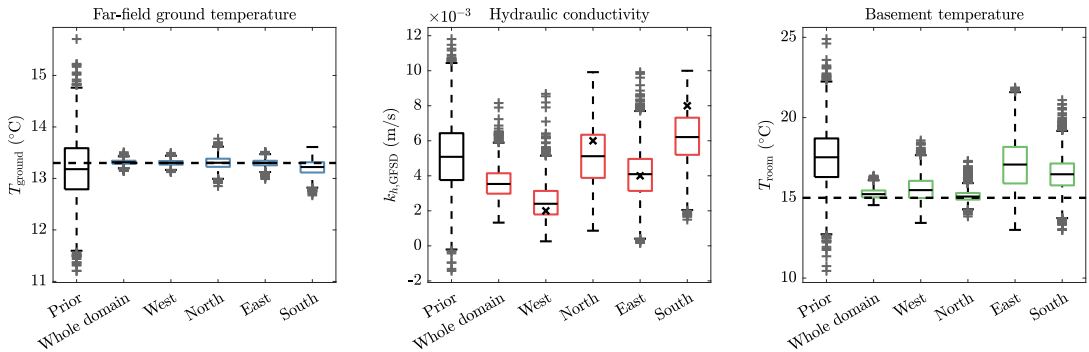 Far-field ground temperature
T_ground (°C)
15
14
13
12
11
Prior
Whole domain
West
North
East
South
Hydraulic conductivity
×10⁻³
k_h,GFSD (m/s)
12
10
8
6
4
2
0
-2
Prior
Whole domain
West
North
East
South
Basement temperature
T_room (°C)
25
20
15
10
Prior
Whole domain
West
North
East
South